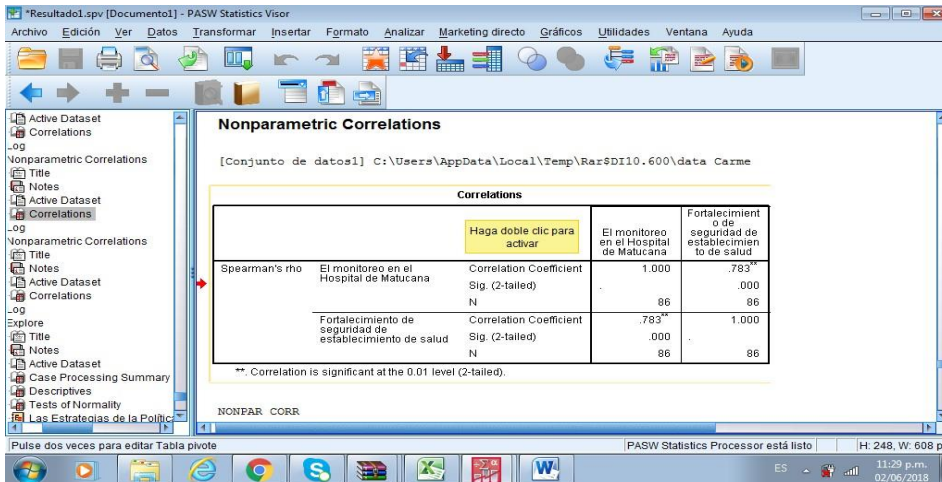 *Resultado1.spv [Documento1] - PASW Statistics Visor
Archivo Edición Ver Datos Transformar Insertar Formato Analizar Marketing directo Gráficos Utilidades Ventana Ayuda
Active Dataset
Correlations
Log
Nonparametric Correlations
Title
Notes
Active Dataset
Correlations
Log
Nonparametric Correlations
Title
Notes
Active Dataset
Correlations
Log
Explore
Title
Notes
Active Dataset
Case Processing Summary
Descriptives
Tests of Normality
Las Estrategias de la Polític
Nonparametric Correlations
[Conjunto de datos1] C:\Users\AppData\Local\Temp\Rar$DI10.600\data Carme
Correlations
Haga doble clic para
activar
El monitoreo
en el Hospital
de Matucana
Fortalecimient
o de
seguridad de
establecimien
to de salud
Spearman's rho El monitoreo en el Hospital de Matucana Correlation Coefficient 1.000 .783**
Sig. (2-tailed) . .000
N 86 86
Fortalecimiento de seguridad de establecimiento de salud Correlation Coefficient .783** 1.000
Sig. (2-tailed) .000 .
N 86 86
**. Correlation is significant at the 0.01 level (2-tailed).
NONPAR CORR
Pulse dos veces para editar Tabla pivote PASW Statistics Processor está listo H: 248, W: 608 p
ES 11:29 p.m.
02/06/2018